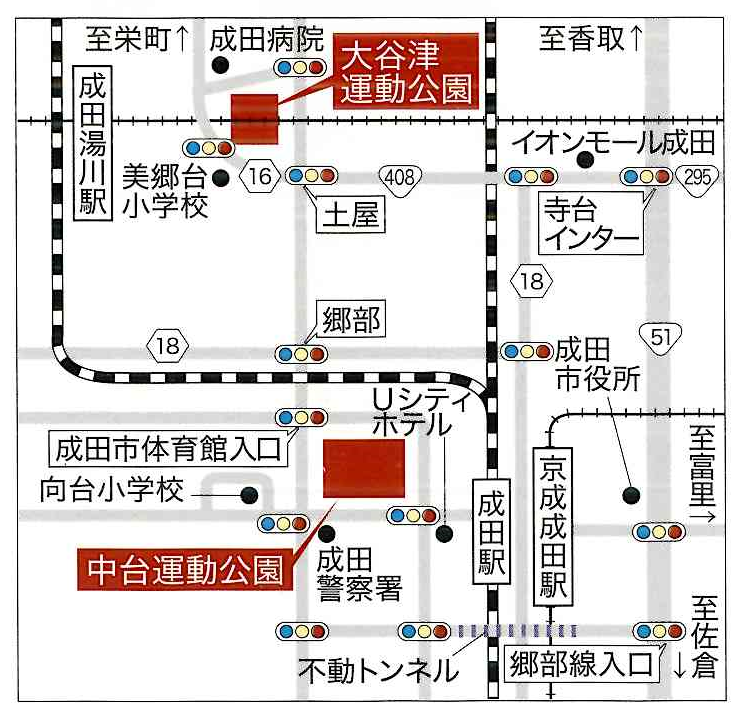 至栄町↑
成田病院
至香取↑
大谷津
運動公園
成田湯川駅
イオンモール成田
美郷台
小学校
16
408
295
土屋
寺台
インター
18
郷部
18
51
成田
市役所
Uシティ
ホテル
成田市体育館入口
向台小学校
成田駅
京成成田駅
至富里→
中台運動公園
成田
警察署
不動トンネル
郷部線入口
至佐倉
↓